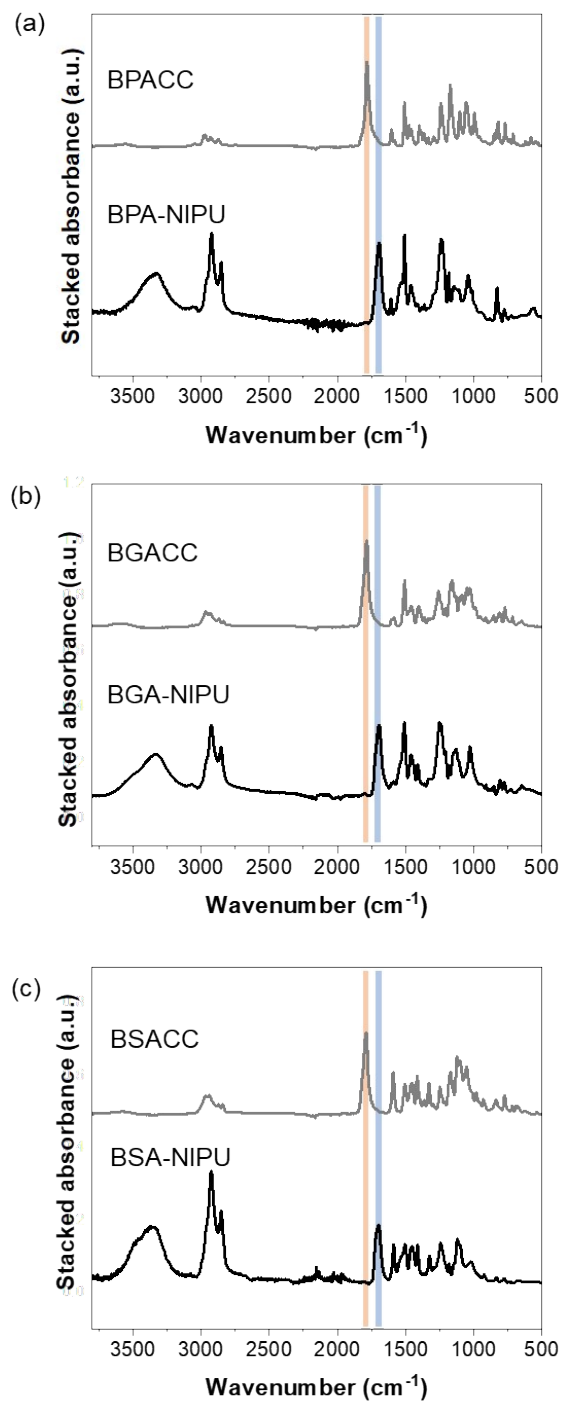 (a)
BPACC
BPA-NIPU
Stacked absorbance (a.u.)
3500 3000 2500 2000 1500 1000 500
Wavenumber (cm⁻¹)
(b)
BGACC
BGA-NIPU
Stacked absorbance (a.u.)
3500 3000 2500 2000 1500 1000 500
Wavenumber (cm⁻¹)
(c)
BSACC
BSA-NIPU
Stacked absorbance (a.u.)
3500 3000 2500 2000 1500 1000 500
Wavenumber (cm⁻¹)